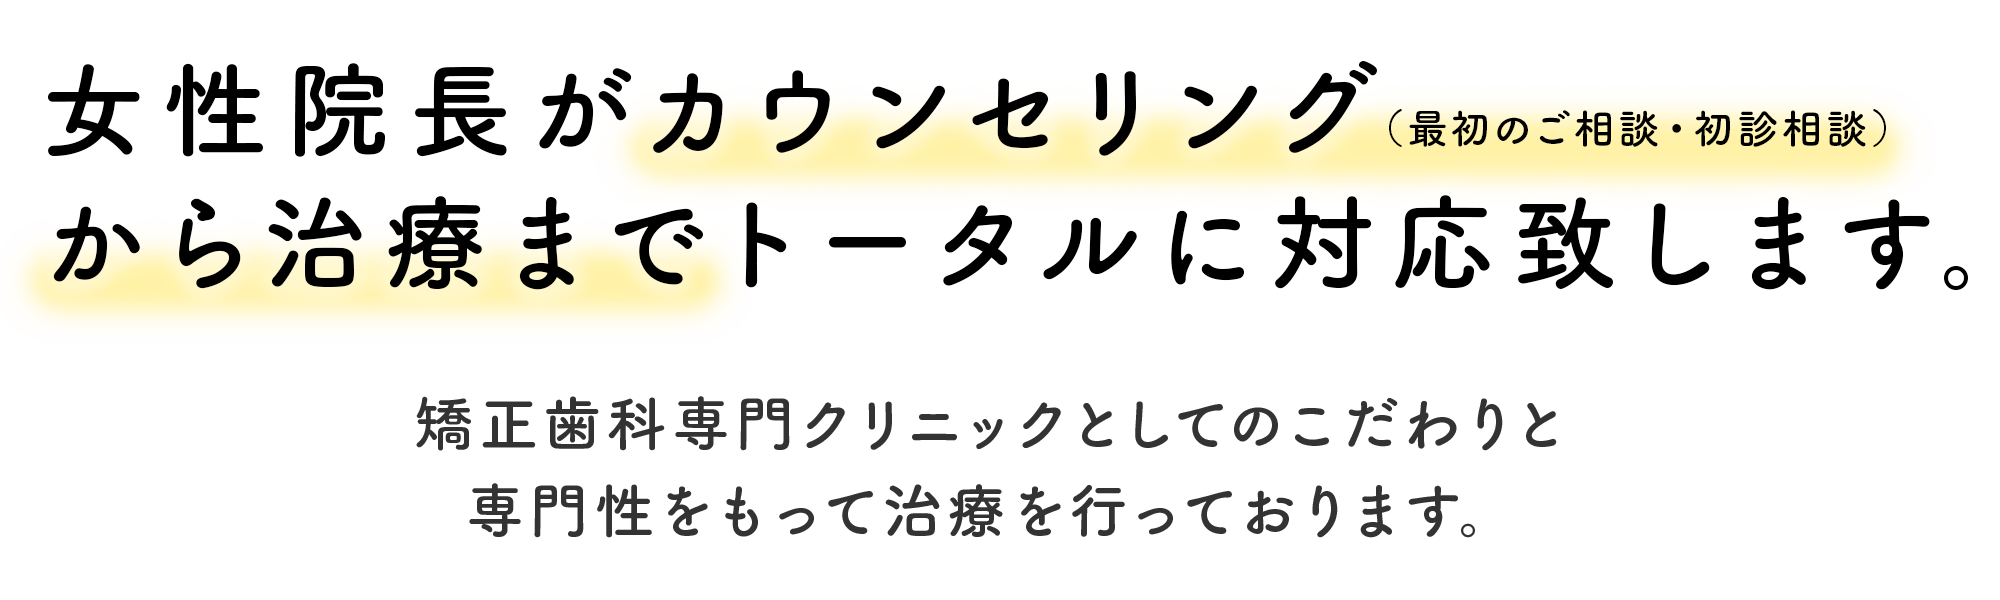 女性院長がカウンセリング（最初のご相談・初診相談）
から治療までトータルに対応致します。
矯正歯科専門クリニックとしてのこだわりと
専門性をもって治療を行っております。